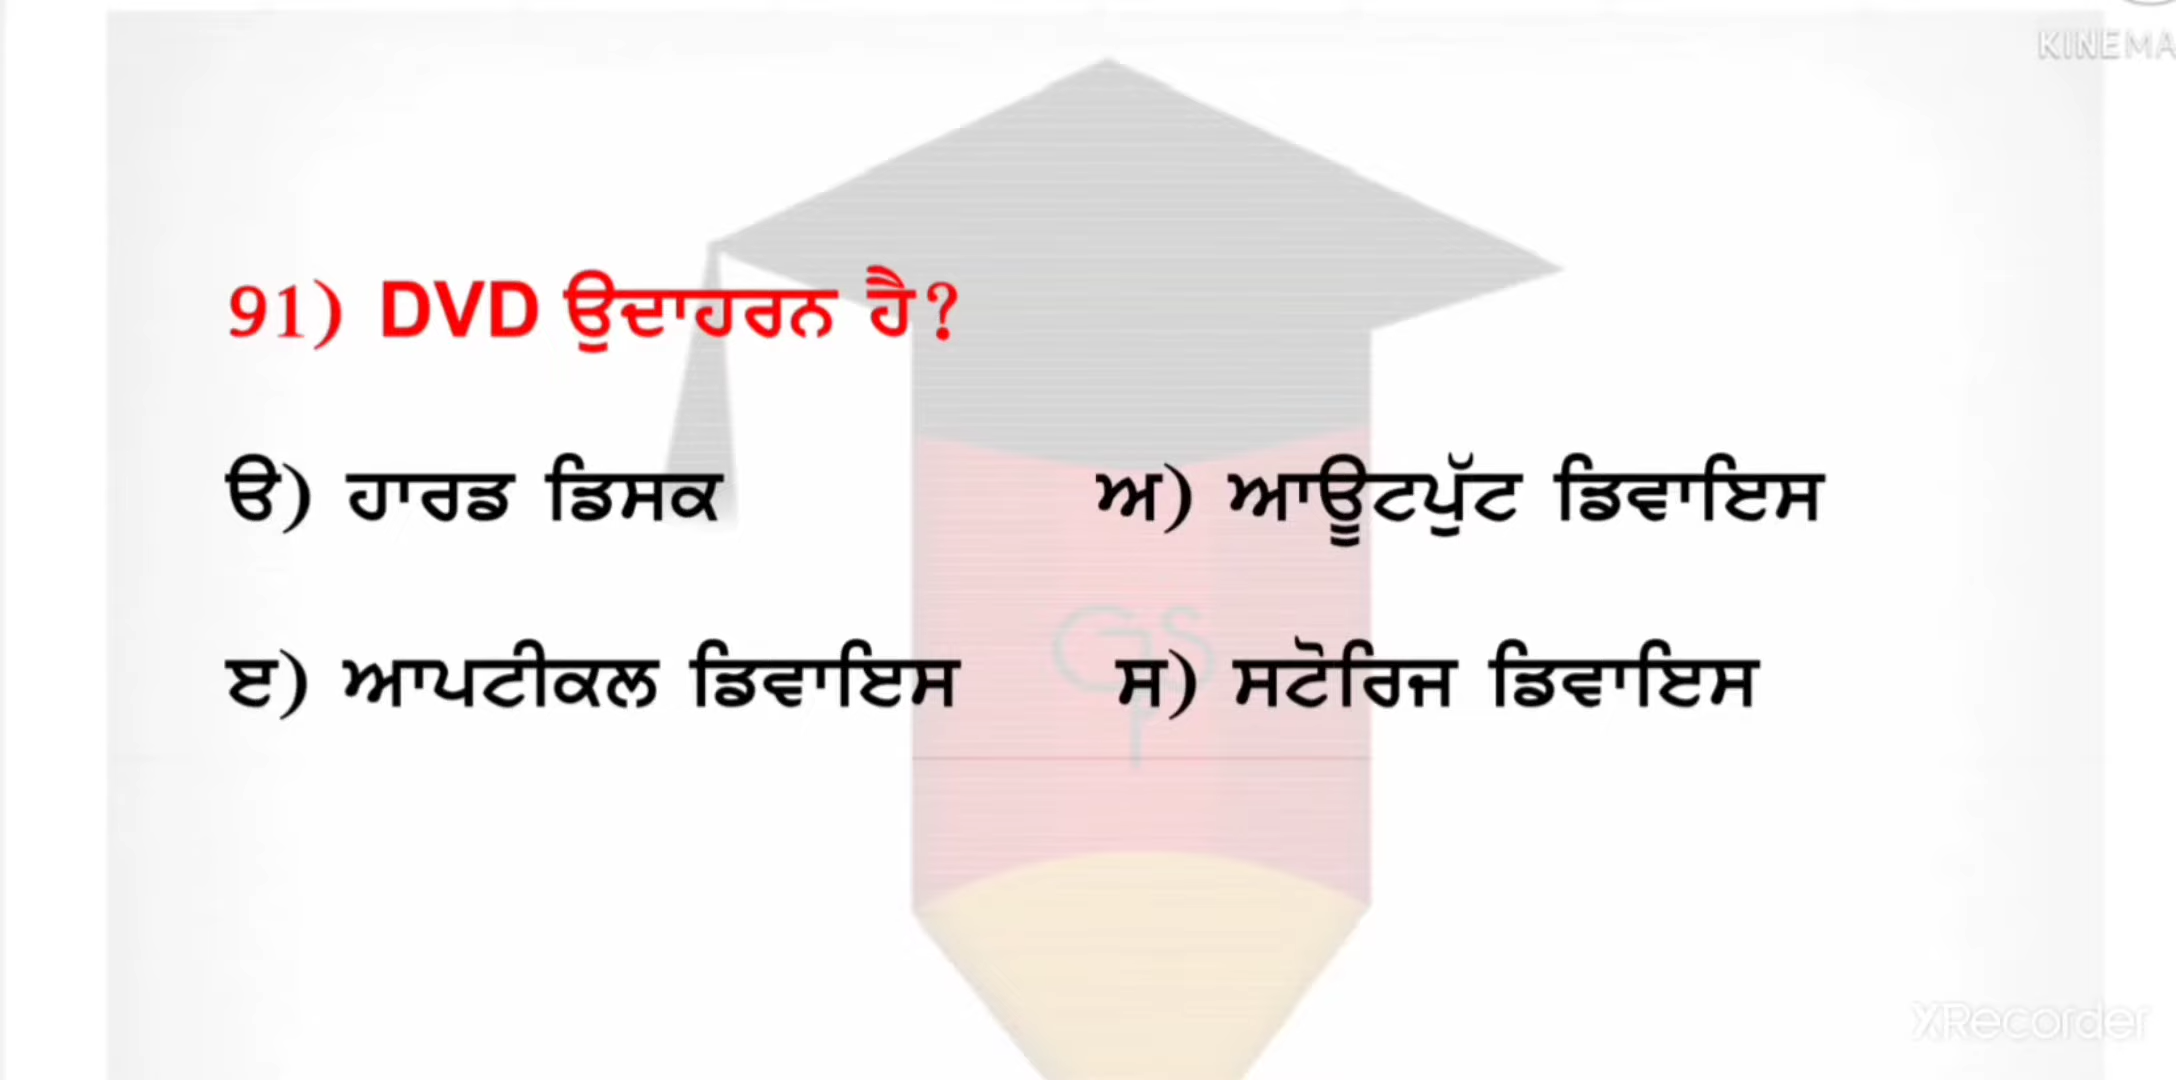 KINEMA
91) DVD ਉਦਾਹਰਨ ਹੈ?
ੳ) ਹਾਰਡ ਡਿਸਕ ਅ) ਆਊਟਪੁੱਟ ਡਿਵਾਇਸ
ੲ) ਆਪਟੀਕਲ ਡਿਵਾਇਸ ਸ) ਸਟੋਰਿਜ ਡਿਵਾਇਸ
XRecorder